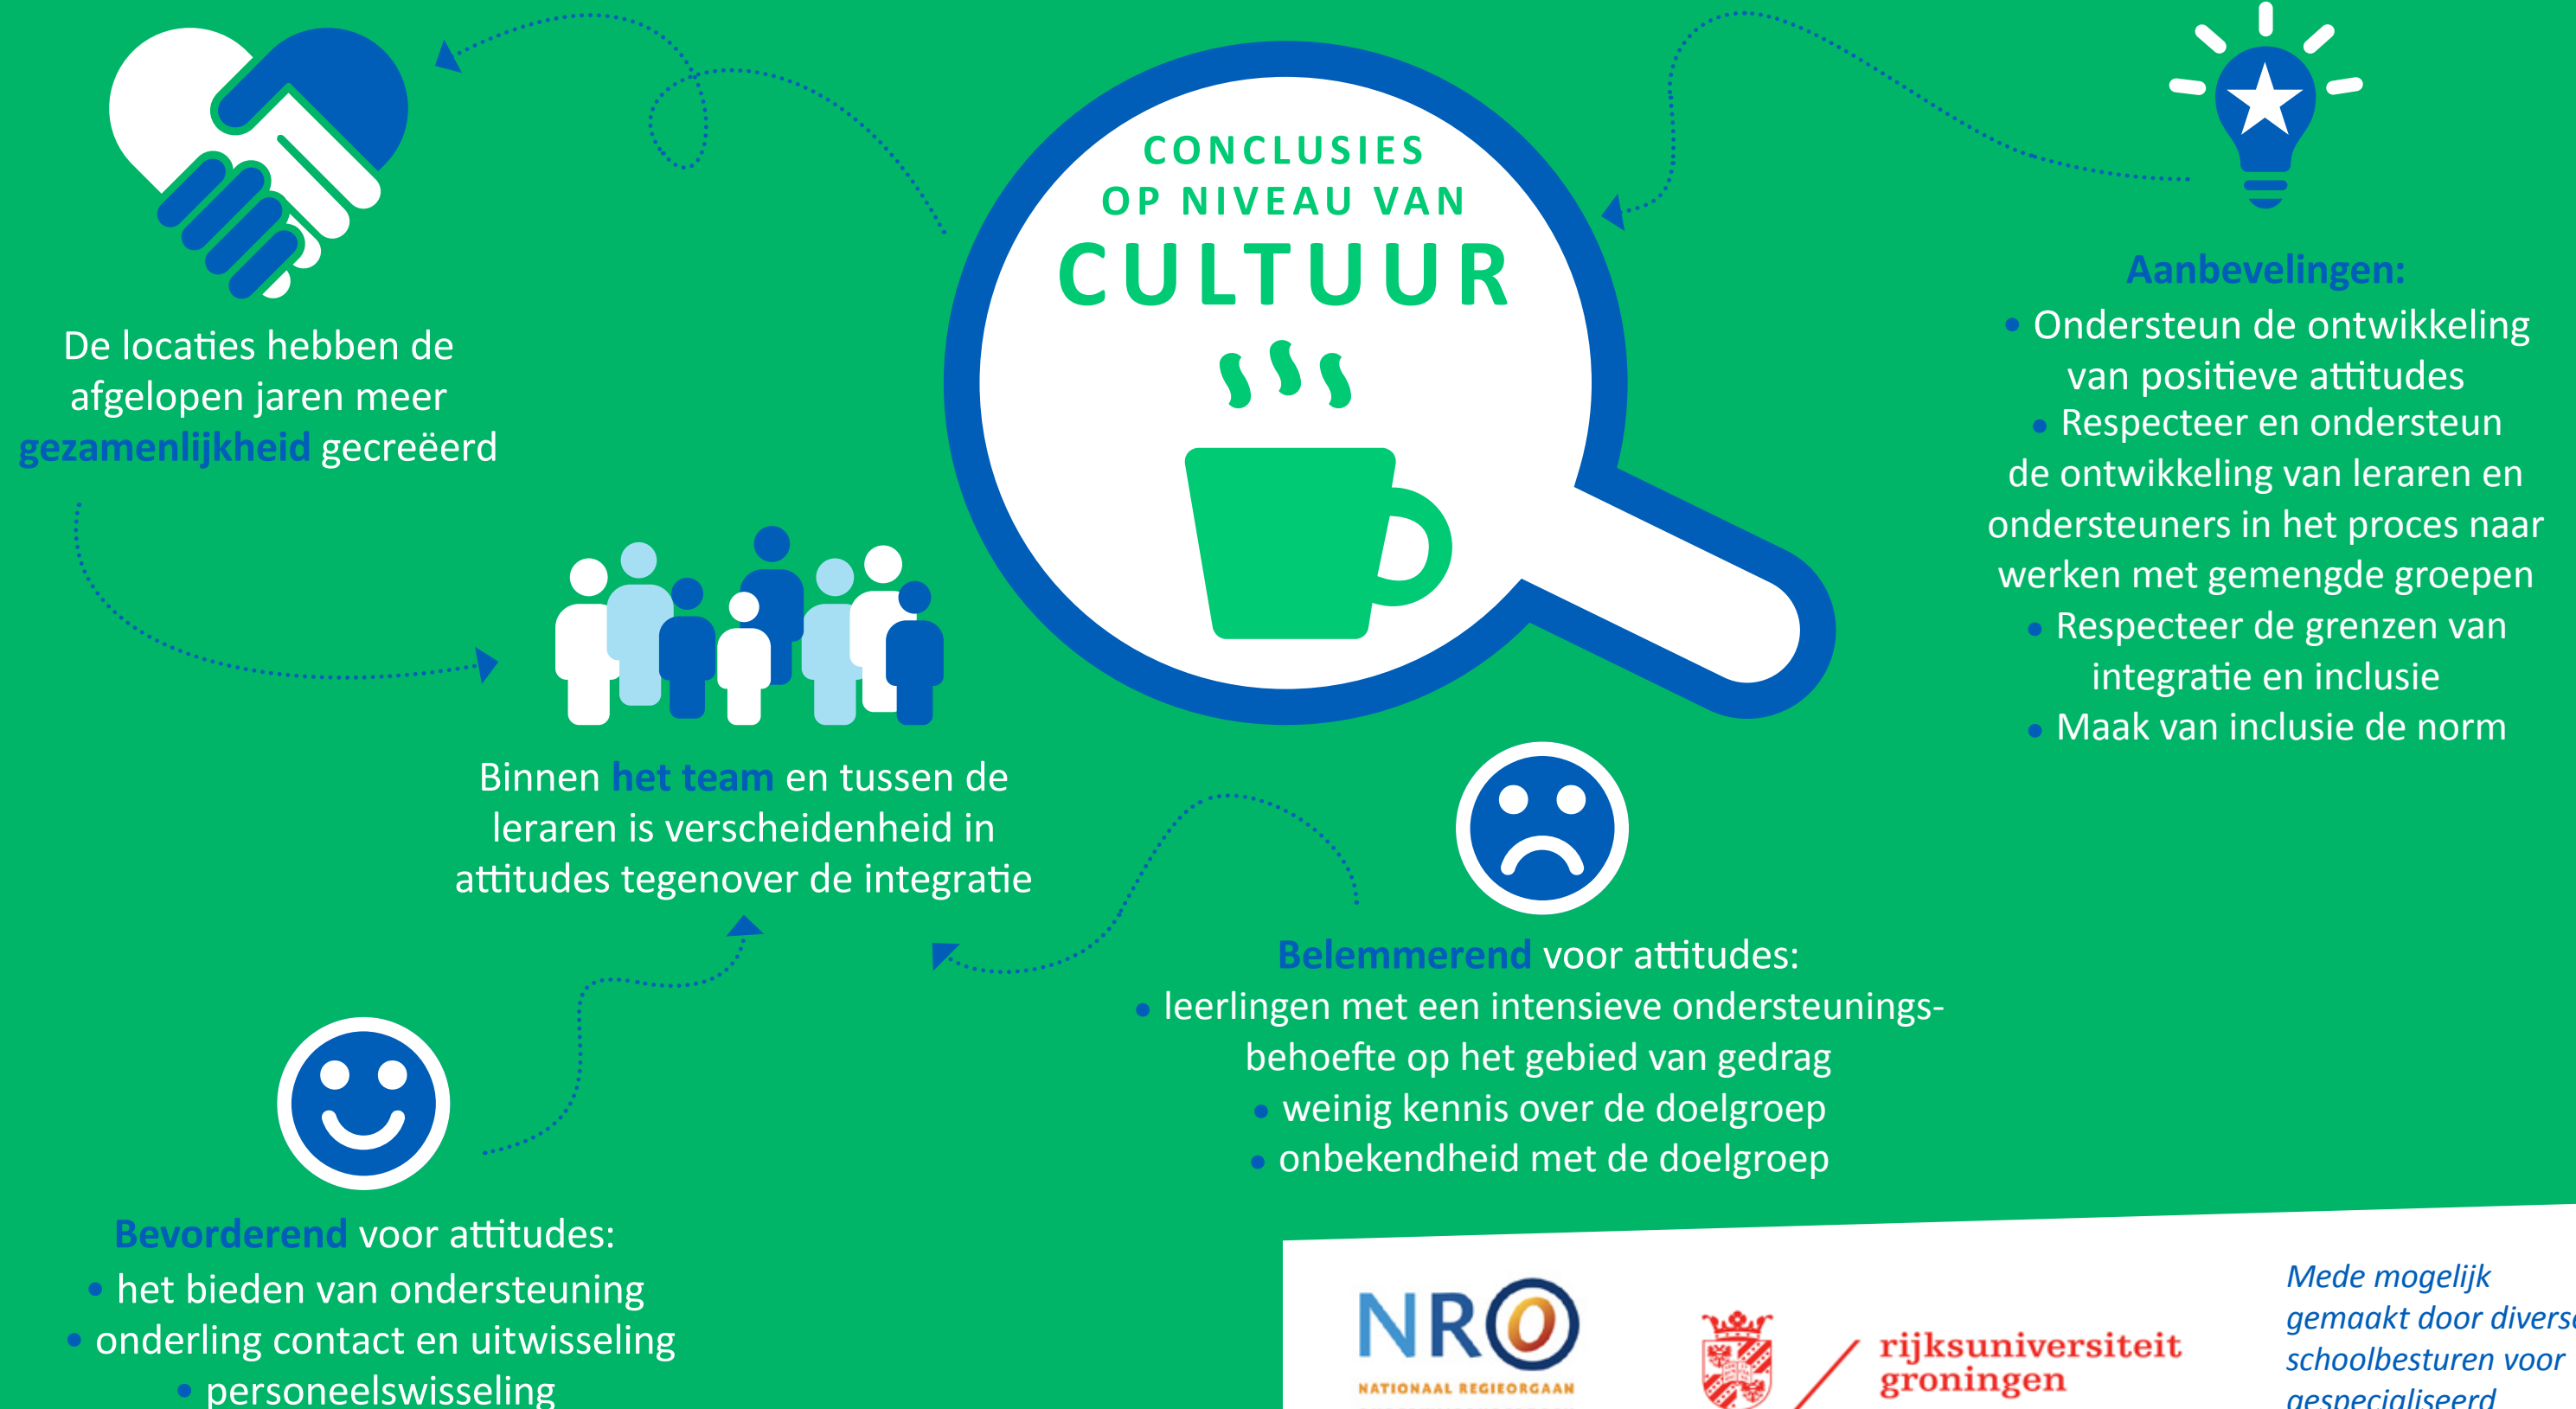 CONCLUSIES
OP NIVEAU VAN
CULTUUR
De locaties hebben de
afgelopen jaren meer
gezamenlijkheid gecreëerd
Binnen het team en tussen de
leraren is verscheidenheid in
attitudes tegenover de integratie
Bevorderend voor attitudes:
• het bieden van ondersteuning
• onderling contact en uitwisseling
• personeelswisseling
Belemmerend voor attitudes:
• leerlingen met een intensieve ondersteunings-
behoefte op het gebied van gedrag
• weinig kennis over de doelgroep
• onbekendheid met de doelgroep
Aanbevelingen:
• Ondersteun de ontwikkeling
van positieve attitudes
• Respecteer en ondersteun
de ontwikkeling van leraren en
ondersteuners in het proces naar
werken met gemengde groepen
• Respecteer de grenzen van
integratie en inclusie
• Maak van inclusie de norm
NRO
NATIONAAL REGIEORGAAN
rijksuniversiteit
groningen
Mede mogelijk
gemaakt door
schoolbesturen voor
gespecialiseerd